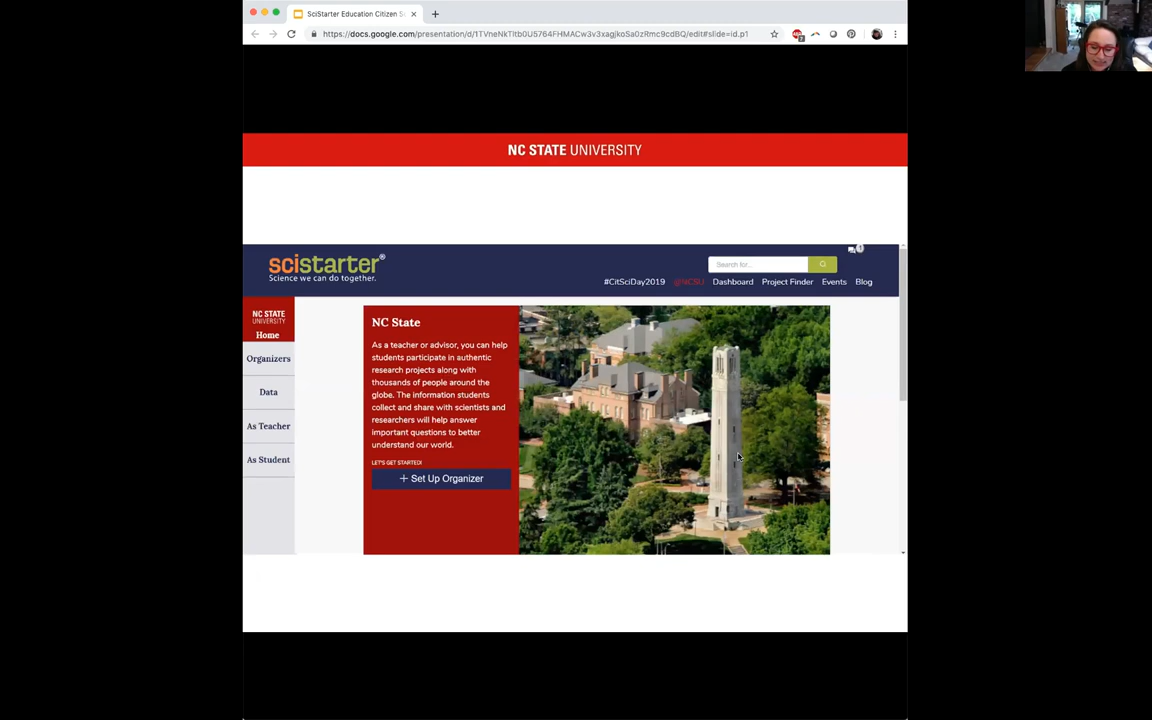 SciStarter Education Citizen S
https://docs.google.com/presentation/d/1TVneNkTltb0U5764FHMACw3v3xagjkoSa0zRmc9cdBQ/edit#slide=id.p1
NC STATE UNIVERSITY
scistarter®
Science we can do together.
1
Search for...
#CitSciDay2019 @NCSU Dashboard Project Finder Events Blog
NC STATE
UNIVERSITY
Home
Organizers
Data
As Teacher
As Student
NC State
As a teacher or advisor, you can help
students participate in authentic
research projects along with
thousands of people around the
globe. The information students
collect and share with scientists and
researchers will help answer
important questions to better
understand our world.
LET'S GET STARTED!
+ Set Up Organizer